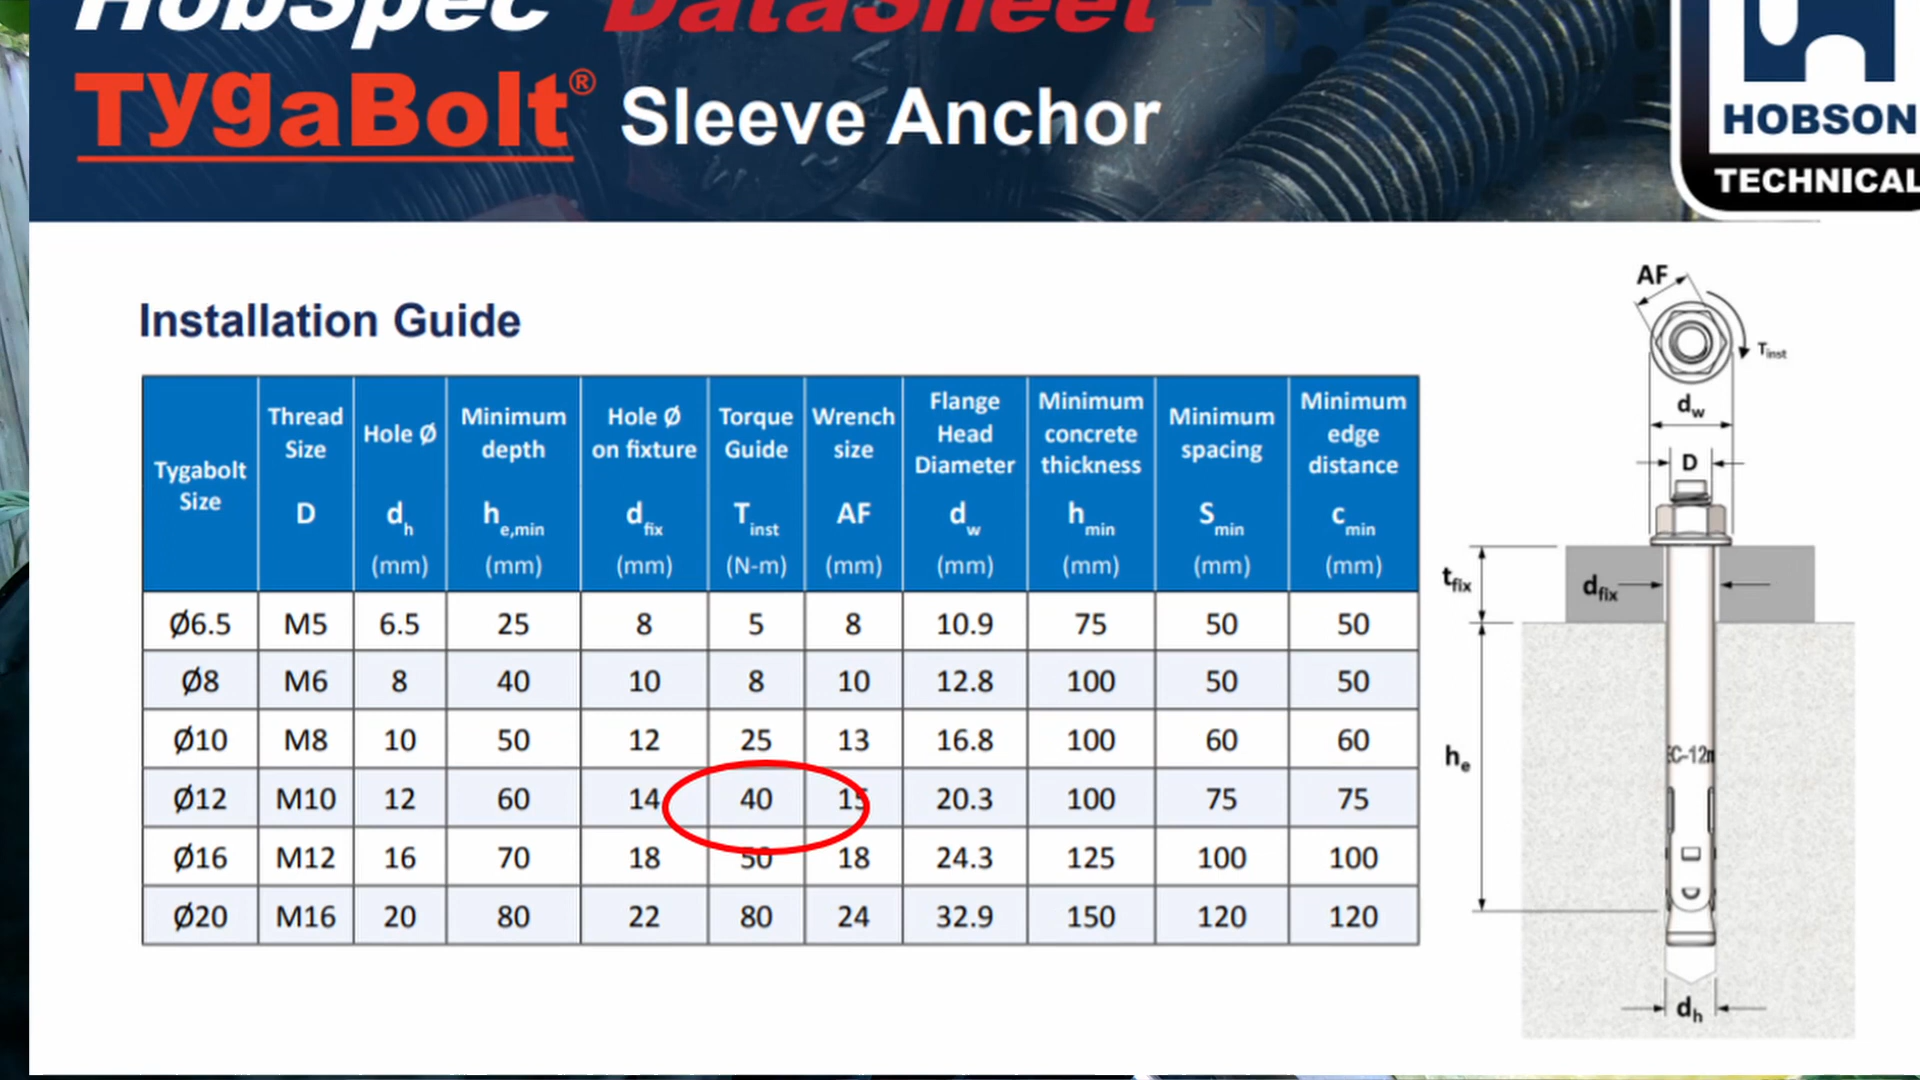 HobSpec DataSheet
TygaBolt® Sleeve Anchor
HOBSON
TECHNICAL
Installation Guide
Tygabolt Size | Thread Size D | Hole Ø dh (mm) | Minimum depth he,min (mm) | Hole Ø on fixture dfix (mm) | Torque Guide Tinst (N-m) | Wrench size AF (mm) | Flange Head Diameter dw (mm) | Minimum concrete thickness hmin (mm) | Minimum spacing Smin (mm) | Minimum edge distance cmin (mm)
Ø6.5 M5 6.5 25 8 5 8 10.9 75 50 50
Ø8 M6 8 40 10 8 10 12.8 100 50 50
Ø10 M8 10 50 12 25 13 16.8 100 60 60
Ø12 M10 12 60 14 40 15 20.3 100 75 75
Ø16 M12 16 70 18 50 18 24.3 125 100 100
Ø20 M16 20 80 22 80 24 32.9 150 120 120
AF
Tinst
dw
D
tfix
dfix
he
EC-12m
dh